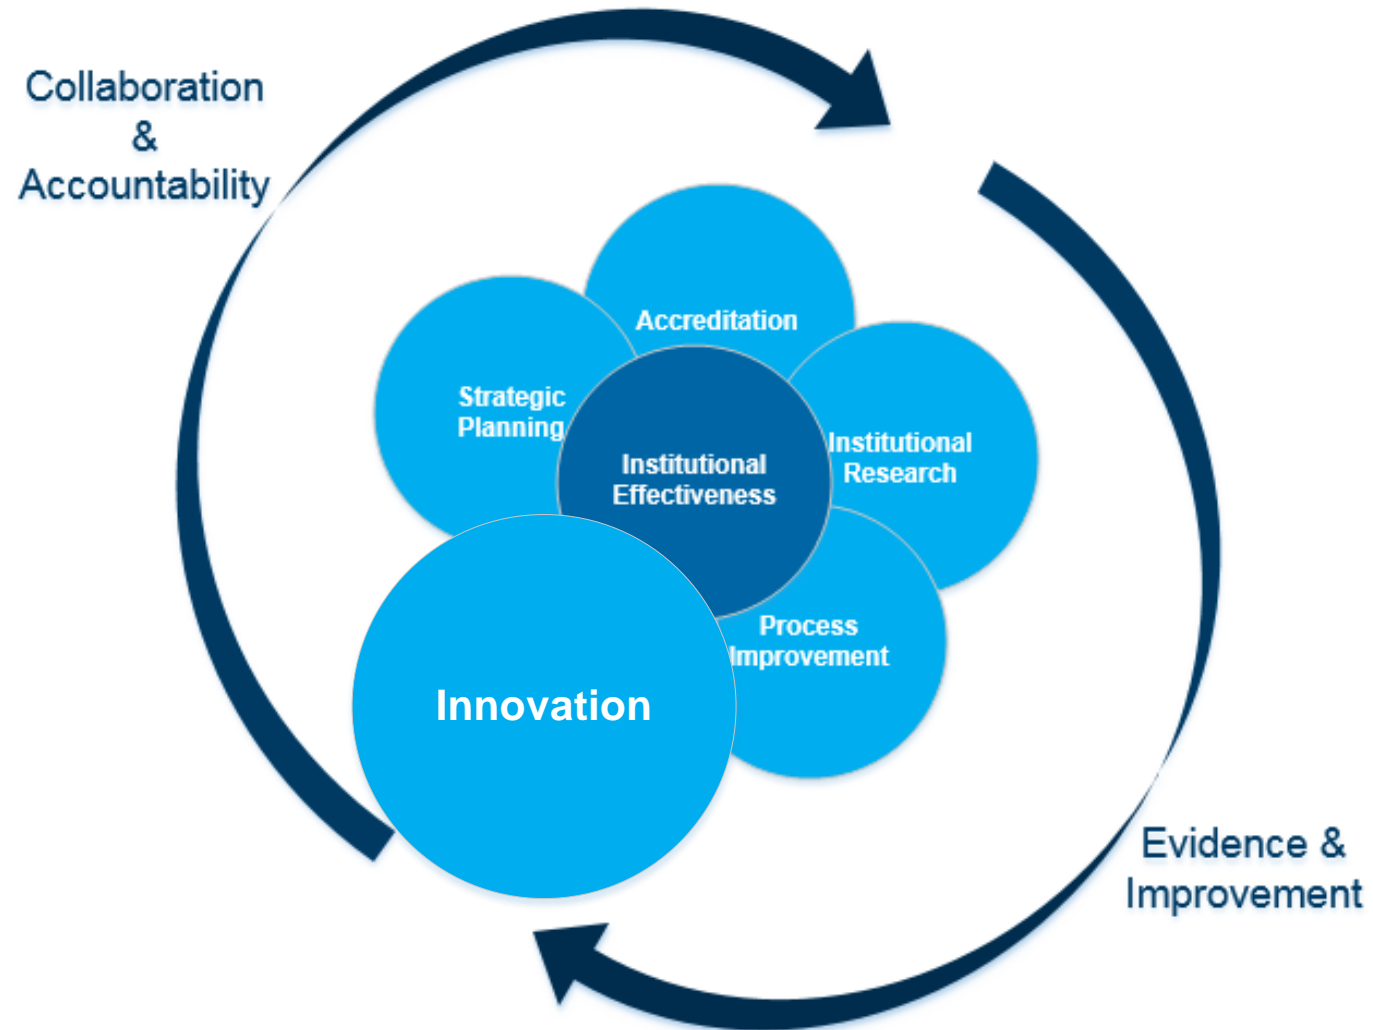 Collaboration
&
Accountability
Accreditation
Strategic
Planning
Institutional
Research
Institutional
Effectiveness
Process
Improvement
Innovation
Evidence &
Improvement